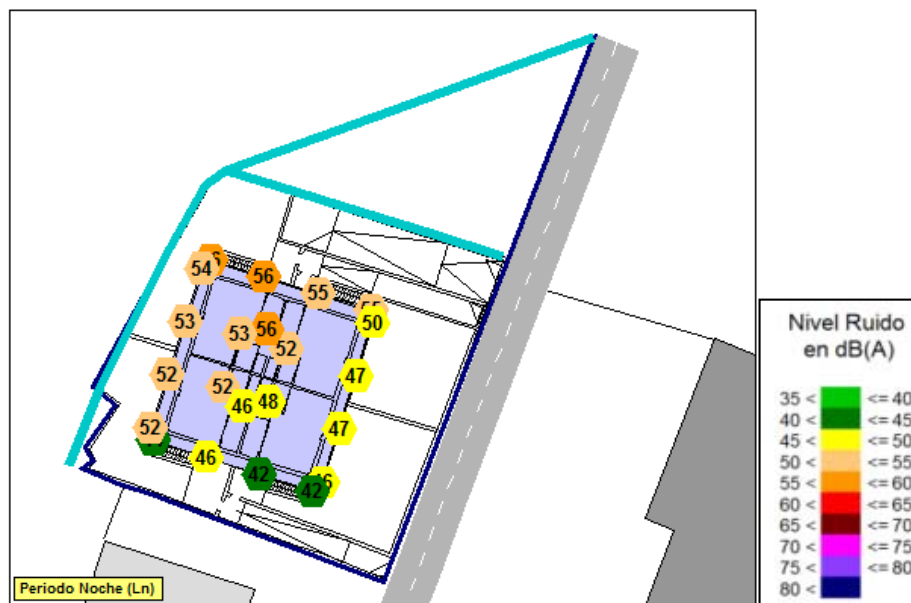 56
54
55
53
56
50
53
52
52
47
52
46
48
52
47
46
42
42
Periodo Noche (Ln)
Nivel Ruido
en dB(A)
35 < <= 40
40 < <= 45
45 < <= 50
50 < <= 55
55 < <= 60
60 < <= 65
65 < <= 70
70 < <= 75
75 < <= 80
80 <